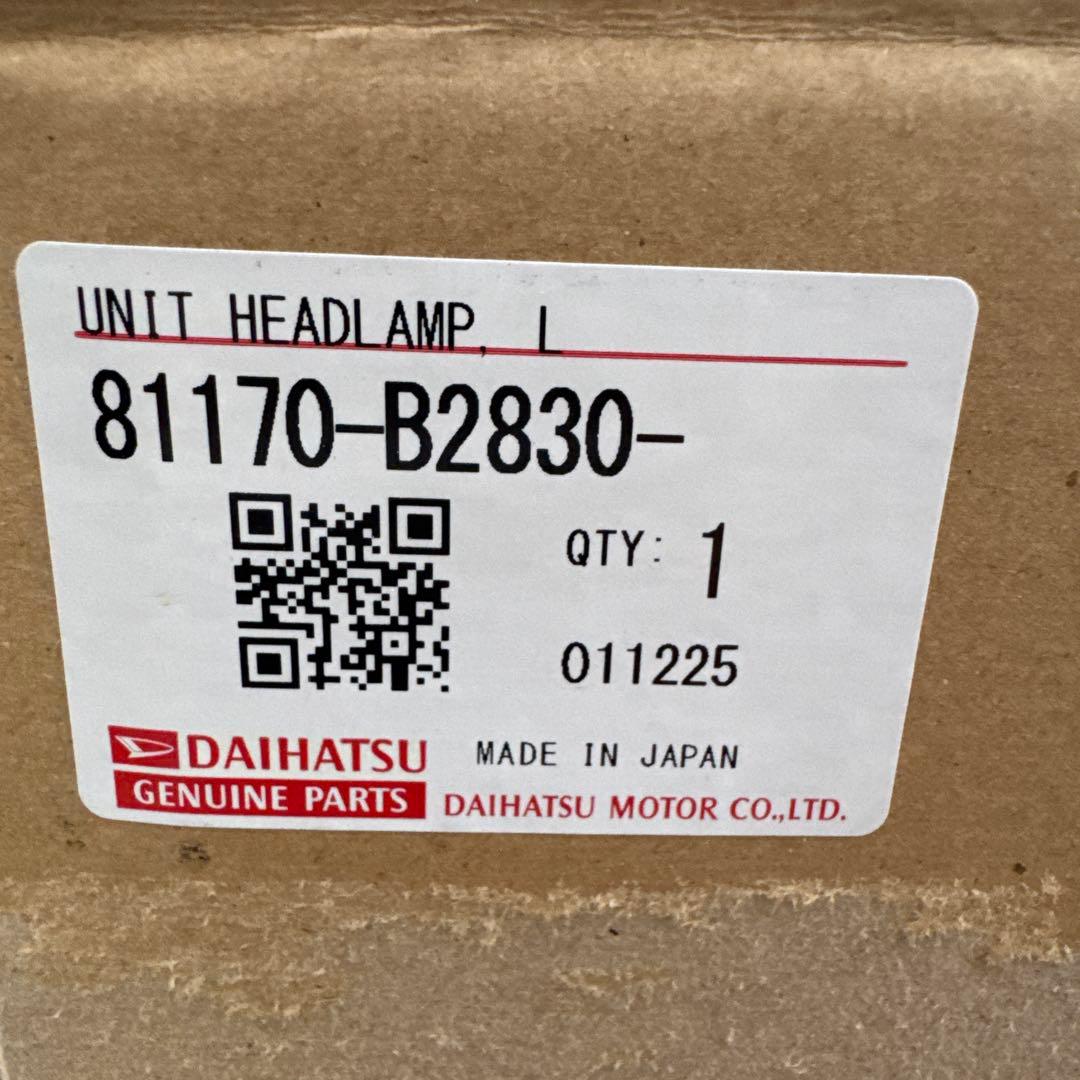 UNIT HEADLAMP, L
81170-B2830-
QTY: 1
011225
DAIHATSU
GENUINE PARTS
MADE IN JAPAN
DAIHATSU MOTOR CO.,LTD.